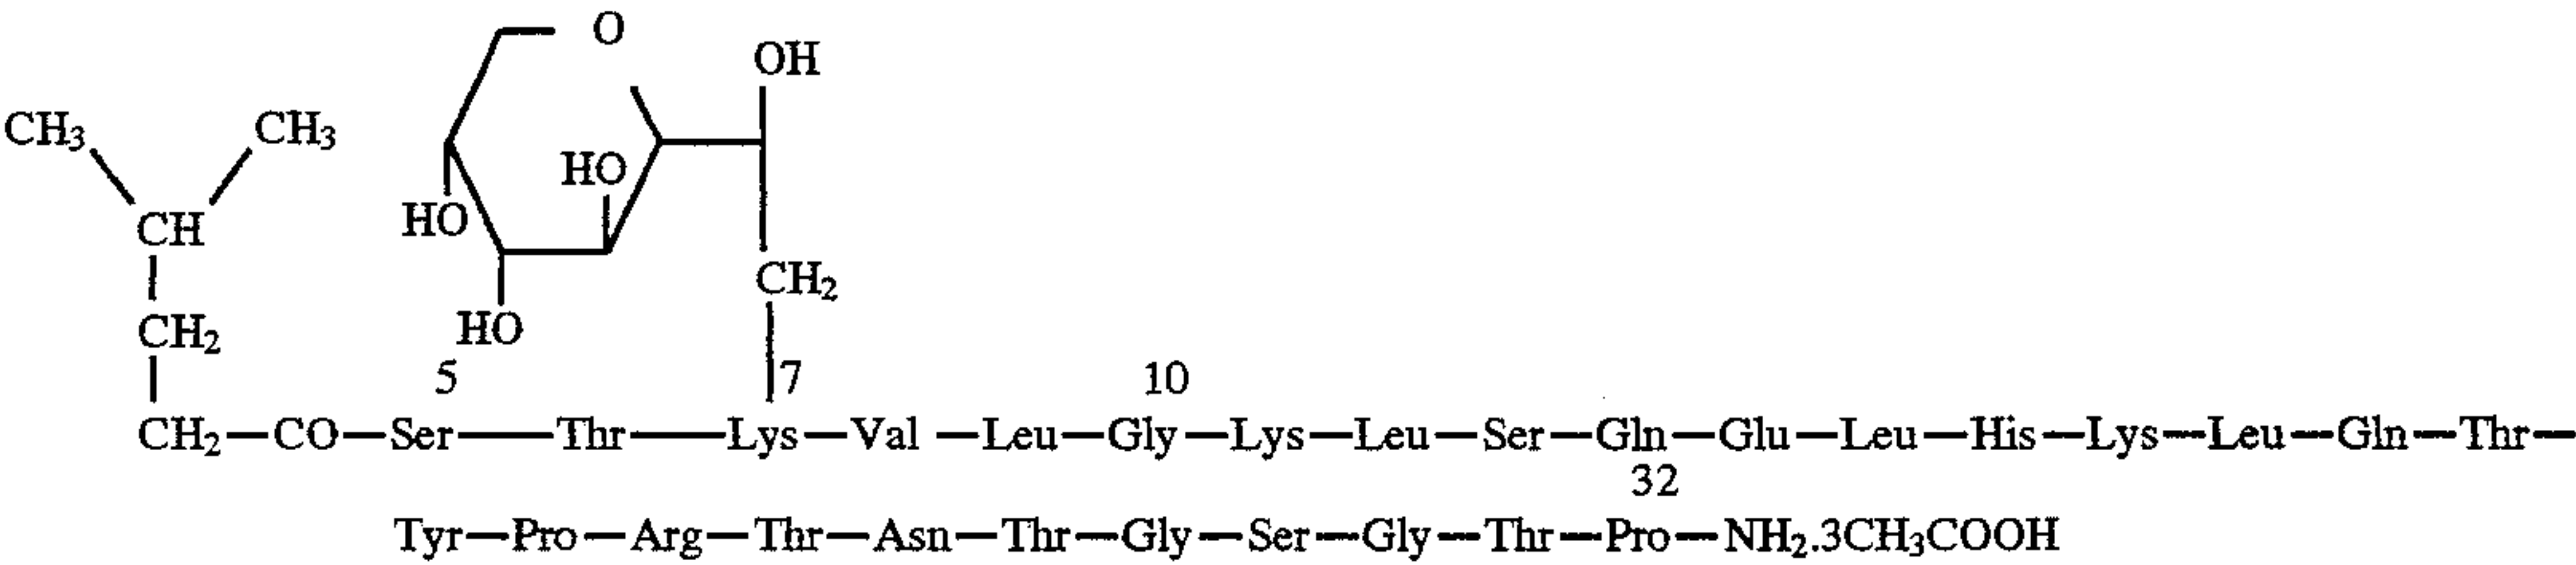 O
OH
CH₃ CH₃
HO
HO
CH
CH₂
HO
CH₂
5 7 10
CH₂—CO—Ser—Thr—Lys—Val—Leu—Gly—Lys—Leu—Ser—Gln—Glu—Leu—His—Lys—Leu—Gln—Thr—
32
Tyr—Pro—Arg—Thr—Asn—Thr—Gly—Ser—Gly—Thr—Pro—NH₂.3CH₃COOH